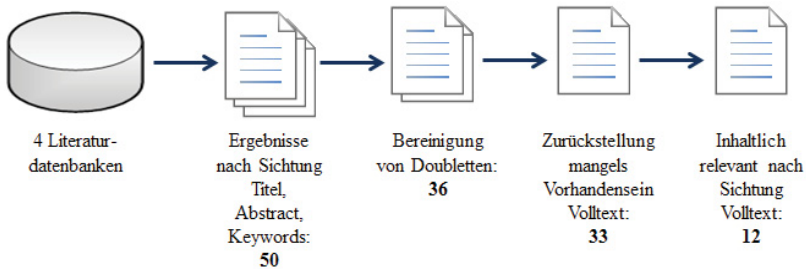 4 Literatur-
datenbanken
Ergebnisse
nach Sichtung
Titel,
Abstract,
Keywords:
50
Bereinigung
von Doubletten:
36
Zurückstellung
mangels
Vorhandensein
Volltext:
33
Inhaltlich
relevant nach
Sichtung
Volltext:
12